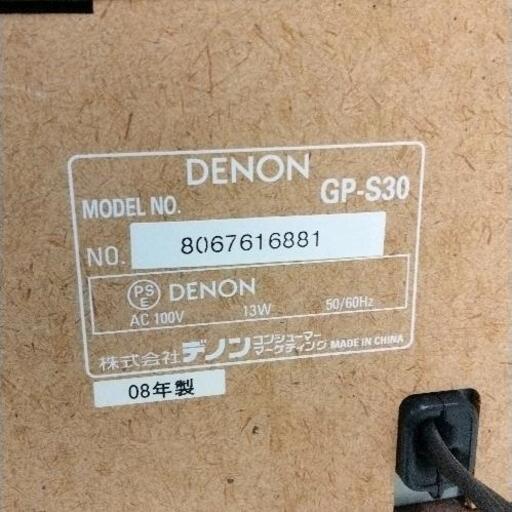 DENON
MODEL NO. GP-S30
NO. 8067616881
PS E DENON
AC 100V 13W 50/60Hz
株式会社デノン コンシューマー マーケティング MADE IN CHINA
08年製